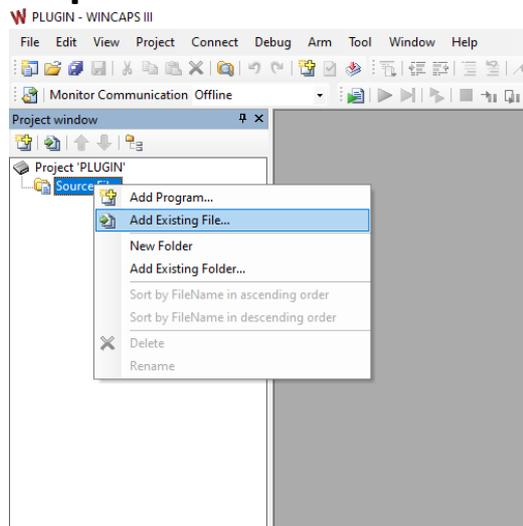 PLUGIN - WINCAPS III
File Edit View Project Connect Debug Arm Tool Window Help
Monitor Communication Offline
Project window
Project 'PLUGIN'
Source
Add Program...
Add Existing File...
New Folder
Add Existing Folder...
Sort by FileName in ascending order
Sort by FileName in descending order
Delete
Rename